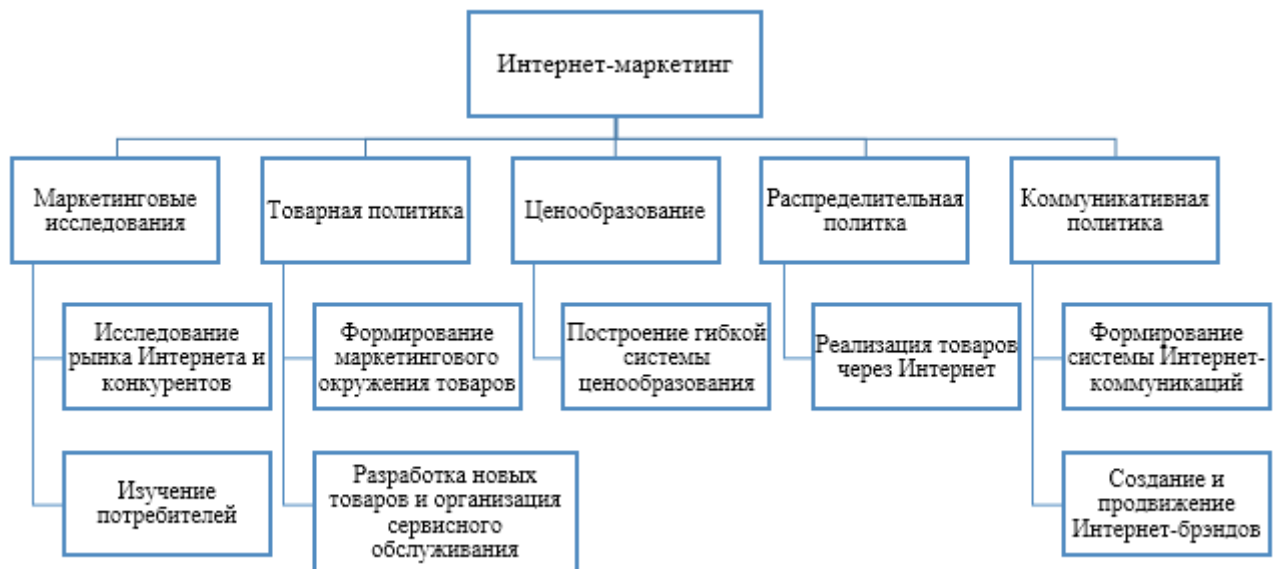 Интернет-маркетинг
Маркетинговые
исследования
Товарная политика
Ценообразование
Распределительная
политка
Коммуникативная
политика
Исследование
рынка Интернета и
конкурентов
Формирование
маркетингового
окружения товаров
Построение гибкой
системы
ценообразования
Реализация товаров
через Интернет
Формирование
системы Интернет-
коммуникаций
Изучение
потребителей
Разработка новых
товаров и организация
сервисного
обслуживания
Создание и
продвижение
Интернет-брэндов